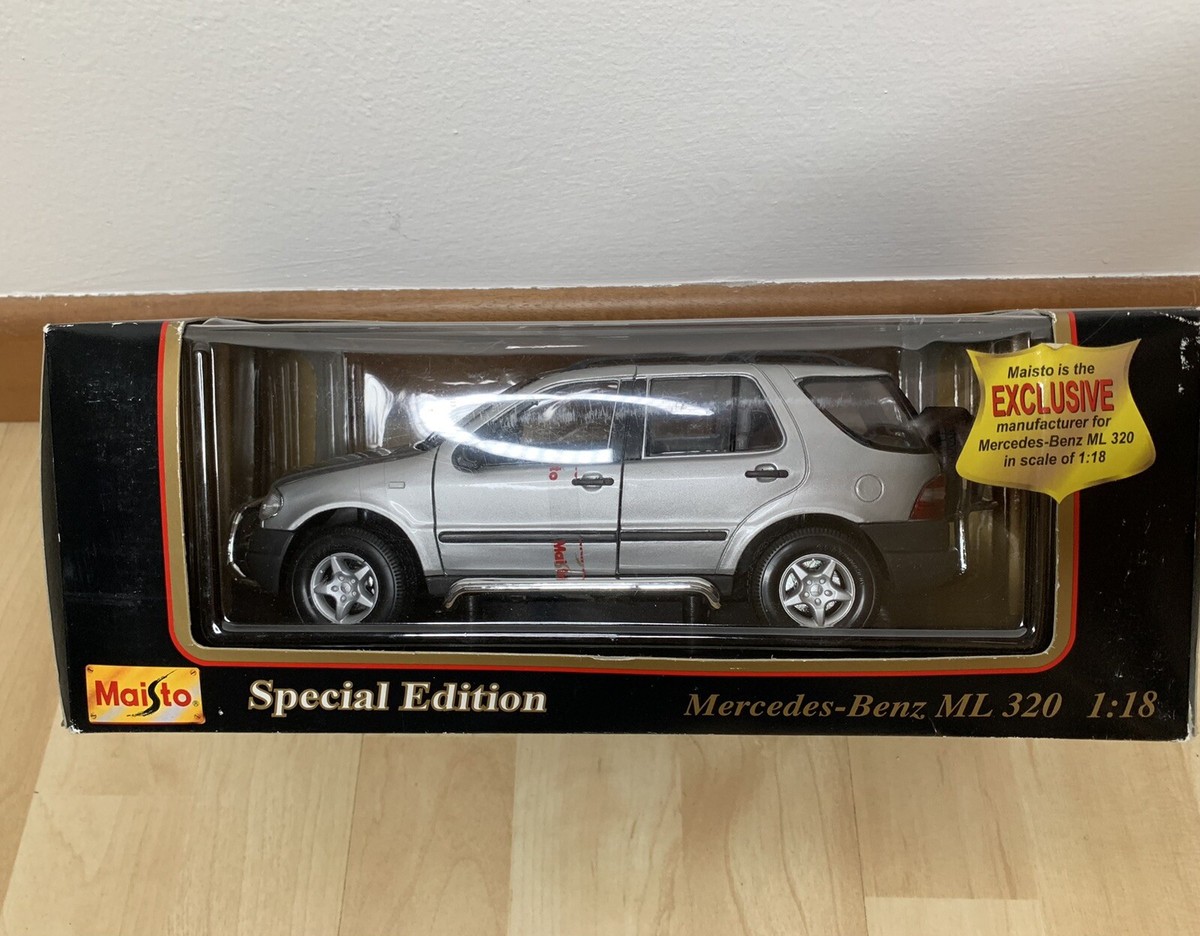 Maisto is the
EXCLUSIVE
manufacturer for
Mercedes-Benz ML 320
in scale of 1:18
Maisto®
Special Edition
Mercedes-Benz ML 320 1:18